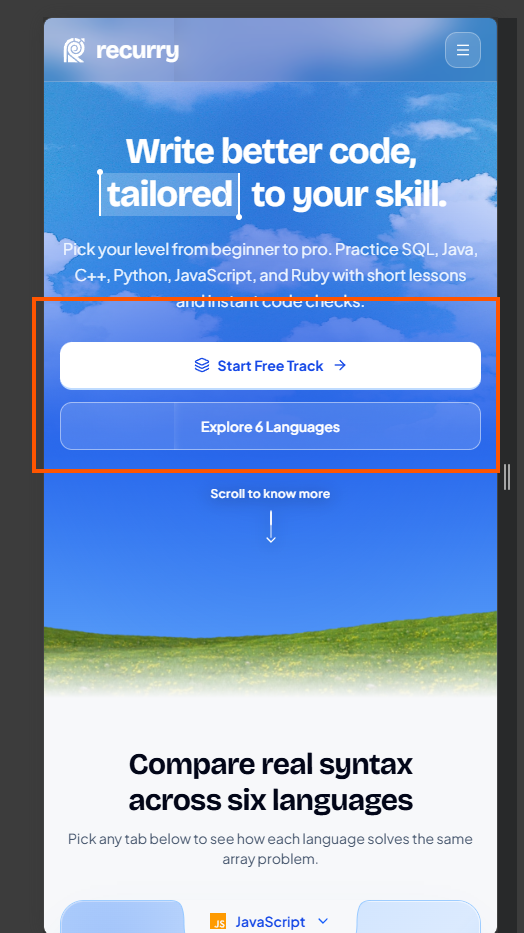 recurry
Write better code,
tailored to your skill.
Pick your level from beginner to pro. Practice SQL, Java,
C++, Python, JavaScript, and Ruby with short lessons
and instant code checks.
Start Free Track
Explore 6 Languages
Scroll to know more
Compare real syntax
across six languages
Pick any tab below to see how each language solves the same
array problem.
JS JavaScript